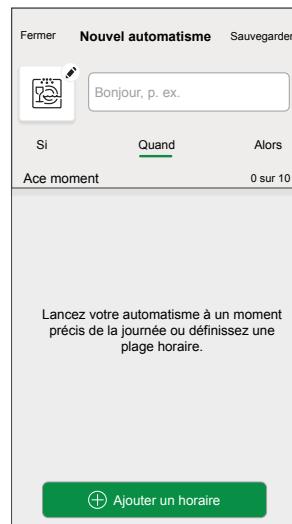 Fermer Nouvel automatisme Sauvegarder
Bonjour, p. ex.
Si Quand Alors
Ace moment 0 sur 10
Lancez votre automatisme à un moment
précis de la journée ou définissez une
plage horaire.
Ajouter un horaire